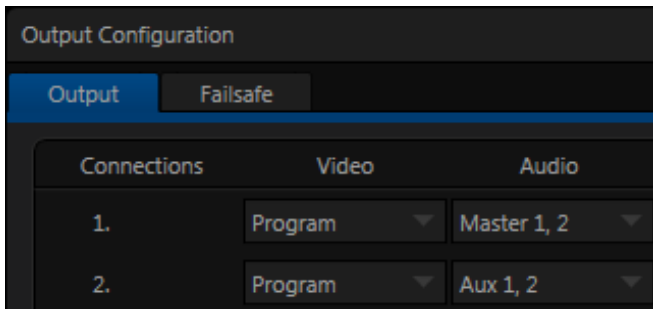 Output Configuration
Output Failsafe
Connections Video Audio
1. Program Master 1, 2
2. Program Aux 1, 2